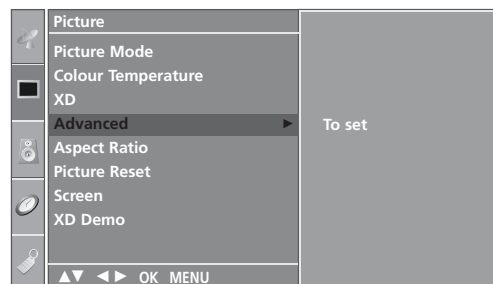 Picture
Picture Mode
Colour Temperature
XD
Advanced ▶ To set
Aspect Ratio
Picture Reset
Screen
XD Demo
▲▼ ◀▶ OK MENU